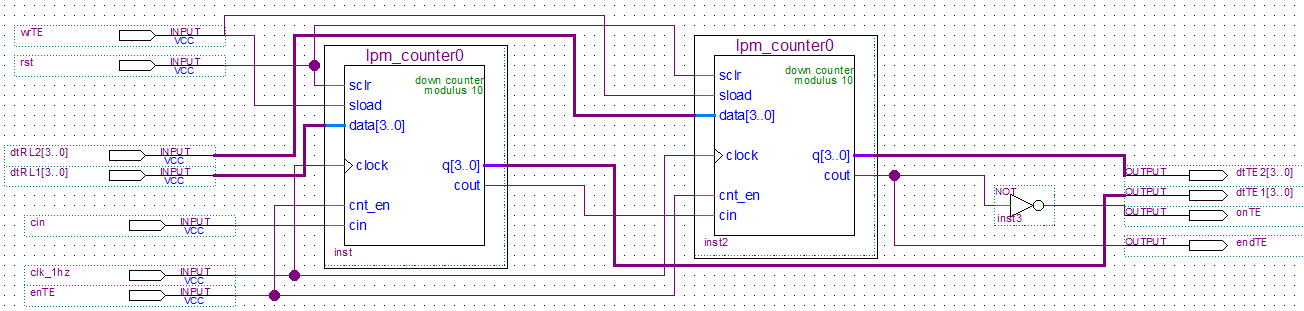 wrTE
INPUT
VCC
rst
INPUT
VCC
dtRL2[3..0]
INPUT
VCC
dtRL1[3..0]
INPUT
VCC
cin
INPUT
VCC
clk_1hz
INPUT
VCC
enTE
INPUT
VCC
lpm_counter0
down counter
modulus 10
sclr
sload
data[3..0]
clock
q[3..0]
cout
cnt_en
cin
inst
lpm_counter0
down counter
modulus 10
sclr
sload
data[3..0]
clock
q[3..0]
cout
cnt_en
cin
inst2
NOT
inst3
OUTPUT
dtTE2[3..0]
OUTPUT
dtTE1[3..0]
OUTPUT
onTE
OUTPUT
endTE